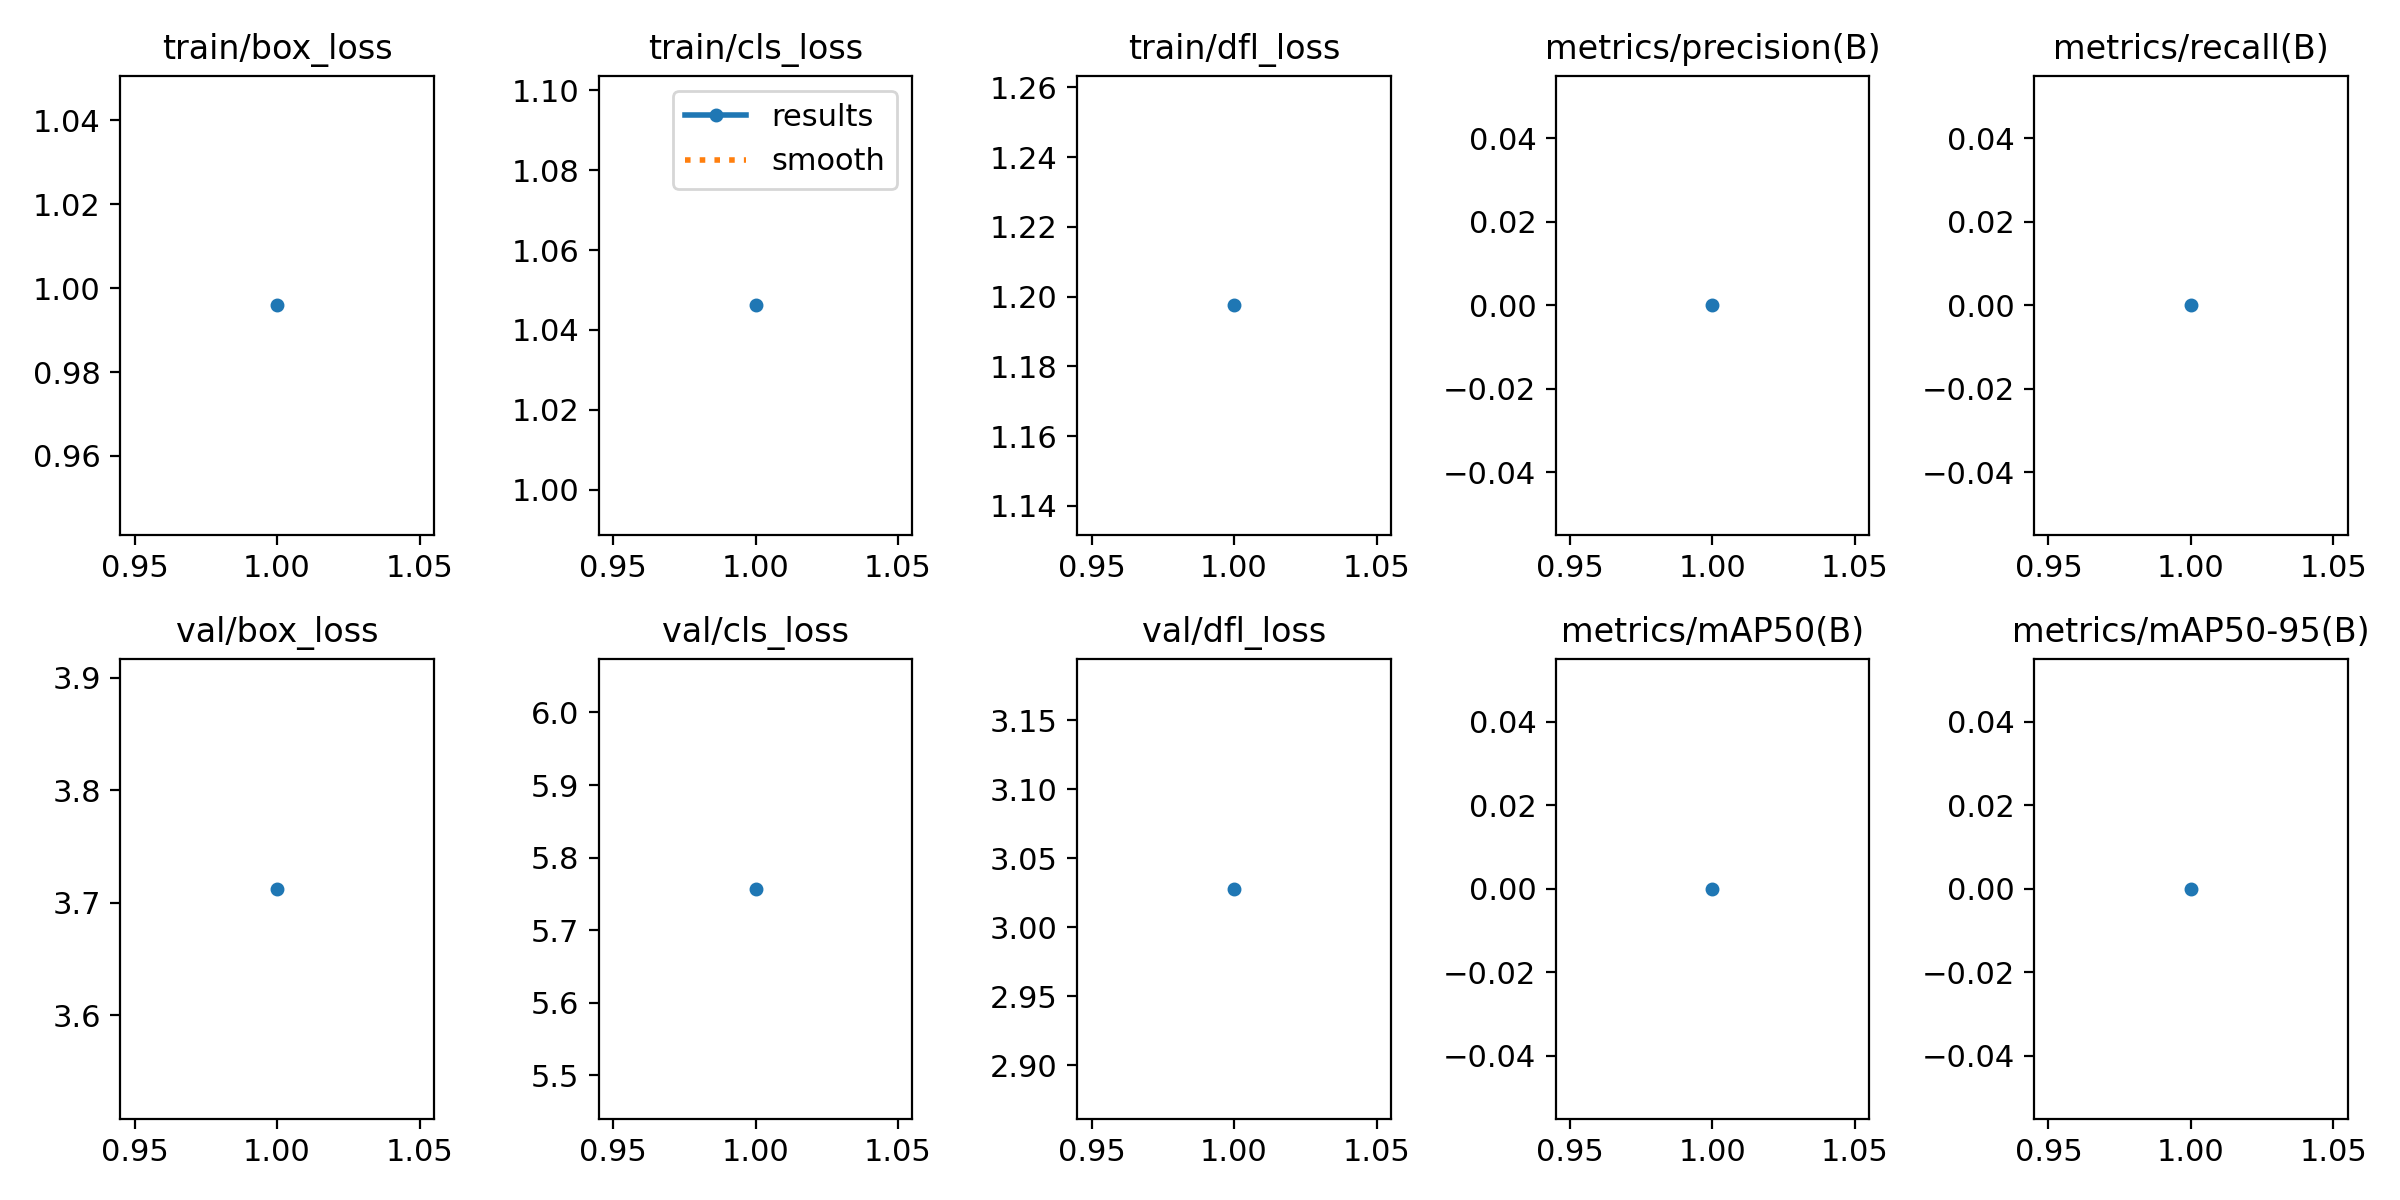 train/box_loss
train/cls_loss
train/dfl_loss
metrics/precision(B)
metrics/recall(B)
1.04
1.02
1.00
0.98
0.96
0.95 1.00 1.05
1.10
1.08
1.06
1.04
1.02
1.00
results
smooth
0.95 1.00 1.05
1.26
1.24
1.22
1.20
1.18
1.16
1.14
0.95 1.00 1.05
0.04
0.02
0.00
−0.02
−0.04
0.95 1.00 1.05
0.04
0.02
0.00
−0.02
−0.04
0.95 1.00 1.05
val/box_loss
val/cls_loss
val/dfl_loss
metrics/mAP50(B)
metrics/mAP50-95(B)
3.9
3.8
3.7
3.6
0.95 1.00 1.05
6.0
5.9
5.8
5.7
5.6
5.5
0.95 1.00 1.05
3.15
3.10
3.05
3.00
2.95
2.90
0.95 1.00 1.05
0.04
0.02
0.00
−0.02
−0.04
0.95 1.00 1.05
0.04
0.02
0.00
−0.02
−0.04
0.95 1.00 1.05